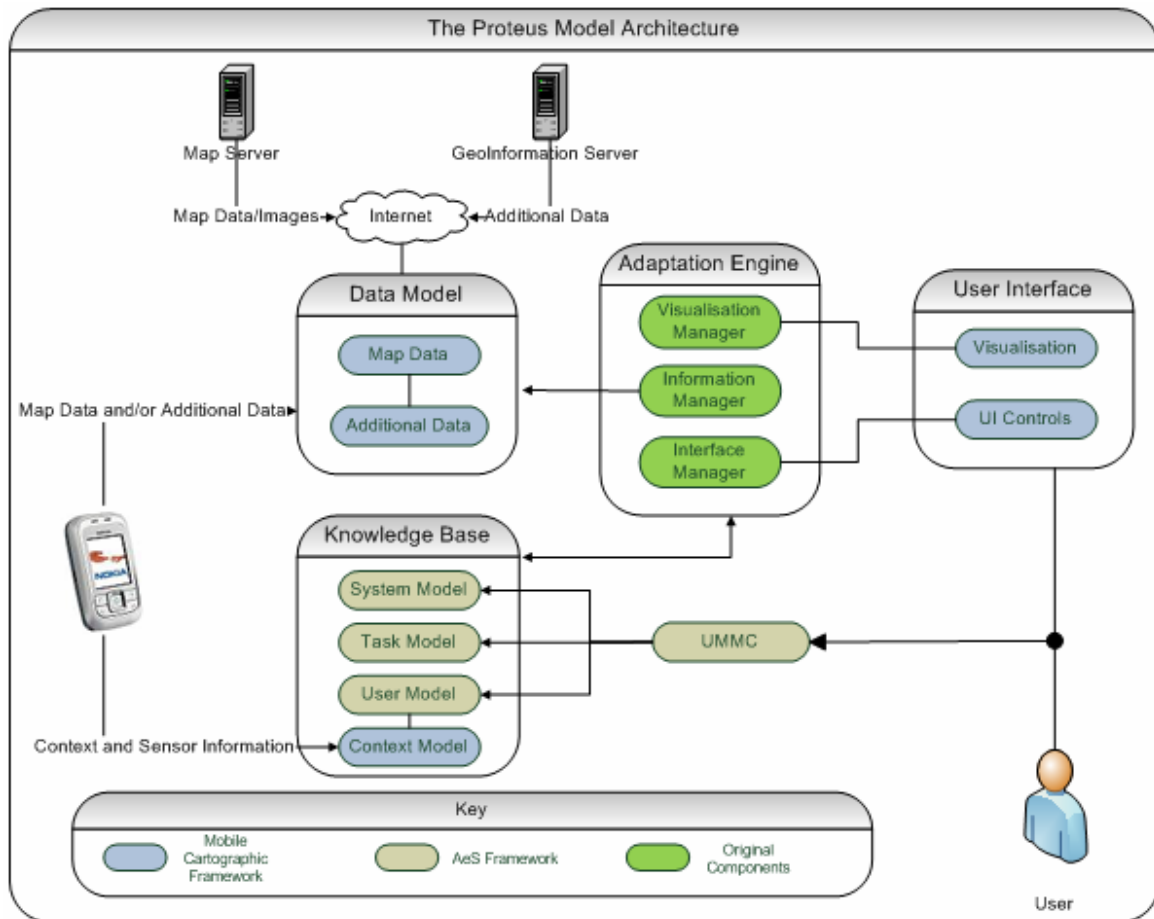 The Proteus Model Architecture
Map Server
GeoInformation Server
Map Data/Images
Internet
Additional Data
Data Model
Map Data
Additional Data
Adaptation Engine
Visualisation
Manager
Information
Manager
Interface
Manager
User Interface
Visualisation
UI Controls
Map Data and/or Additional Data
NOKIA
Knowledge Base
System Model
Task Model
User Model
Context Model
UMMC
Context and Sensor Information
User
Key
Mobile
Cartographic
Framework
AeS Framework
Original
Components